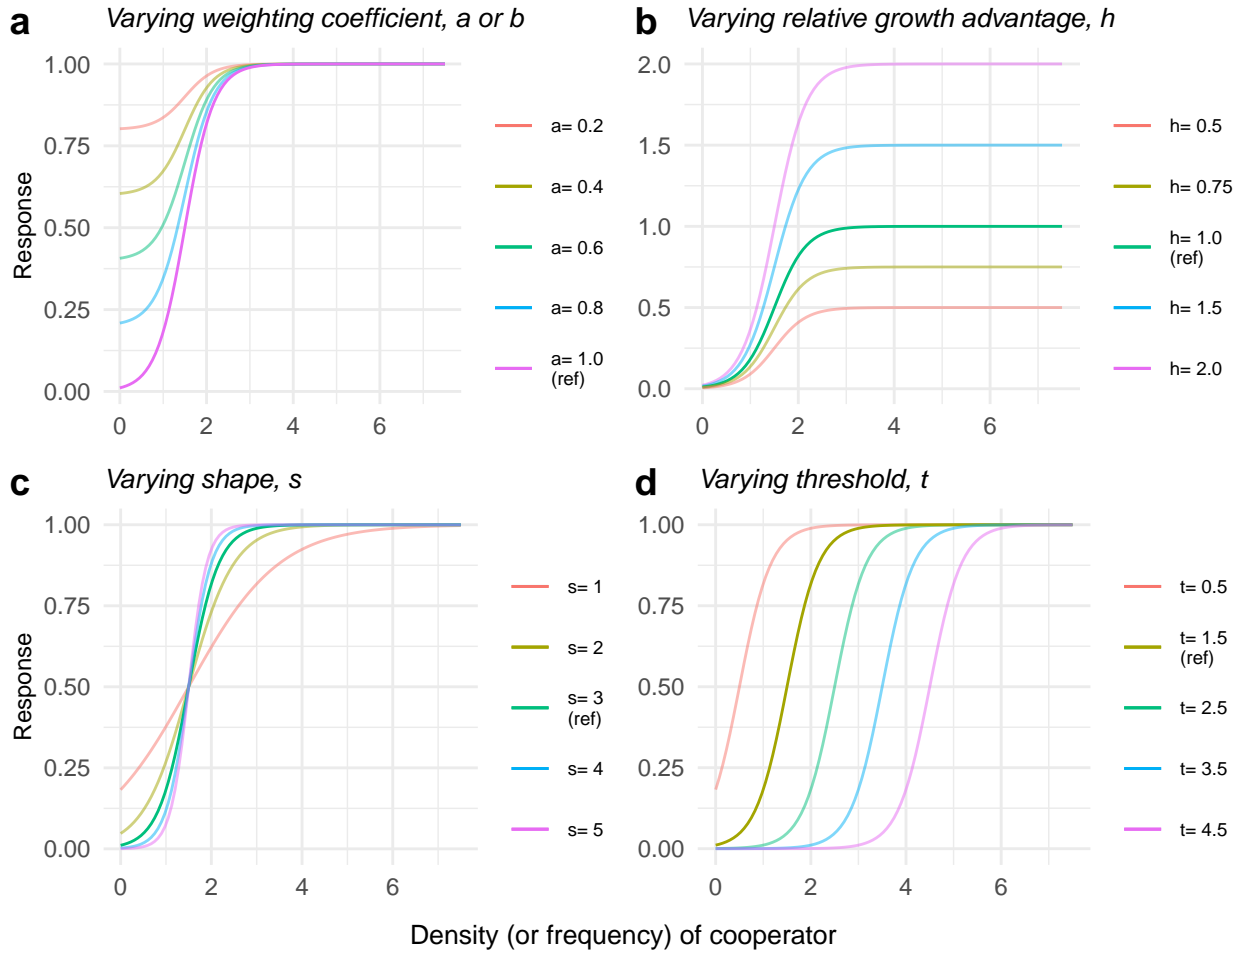 a
Varying weighting coefficient, a or b
1.00
0.75
0.50
0.25
0.00
Response
0 2 4 6
a= 0.2
a= 0.4
a= 0.6
a= 0.8
a= 1.0
(ref)
b
Varying relative growth advantage, h
2.0
1.5
1.0
0.5
0.0
0 2 4 6
h= 0.5
h= 0.75
h= 1.0
(ref)
h= 1.5
h= 2.0
c
Varying shape, s
1.00
0.75
0.50
0.25
0.00
Response
0 2 4 6
s= 1
s= 2
s= 3
(ref)
s= 4
s= 5
d
Varying threshold, t
1.00
0.75
0.50
0.25
0.00
0 2 4 6
t= 0.5
t= 1.5
(ref)
t= 2.5
t= 3.5
t= 4.5
Density (or frequency) of cooperator